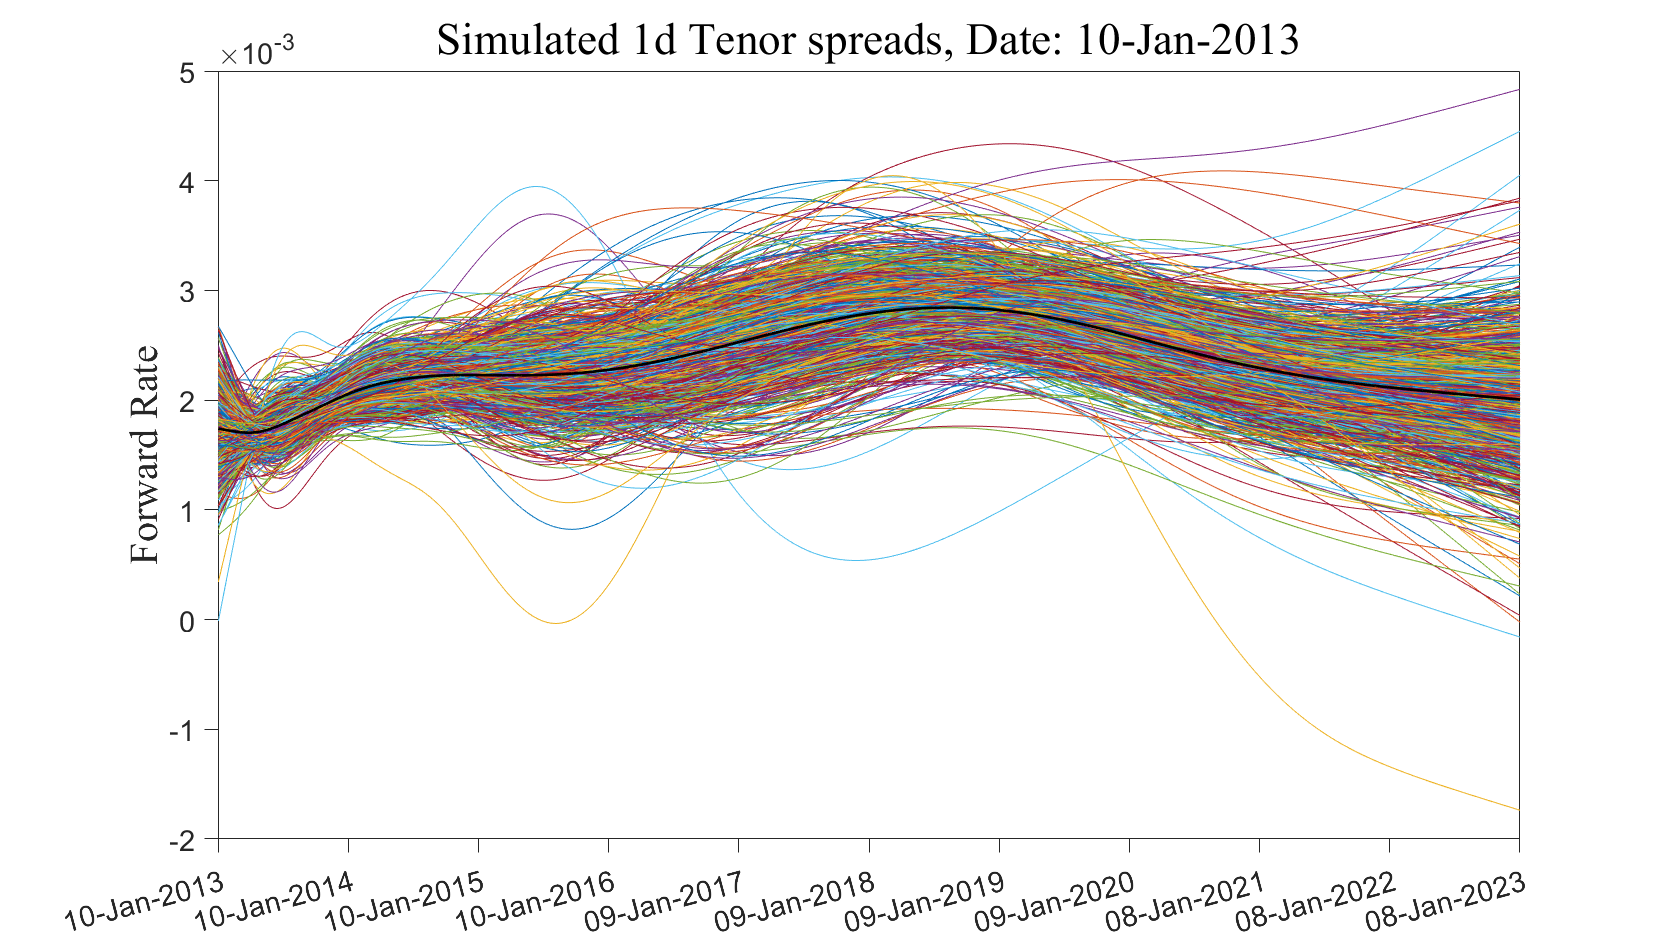 Simulated 1d Tenor spreads, Date: 10-Jan-2013
×10-3
5
4
3
2
1
0
-1
-2
Forward Rate
10-Jan-2013
10-Jan-2014
10-Jan-2015
10-Jan-2016
09-Jan-2017
09-Jan-2018
09-Jan-2019
09-Jan-2020
08-Jan-2021
08-Jan-2022
08-Jan-2023